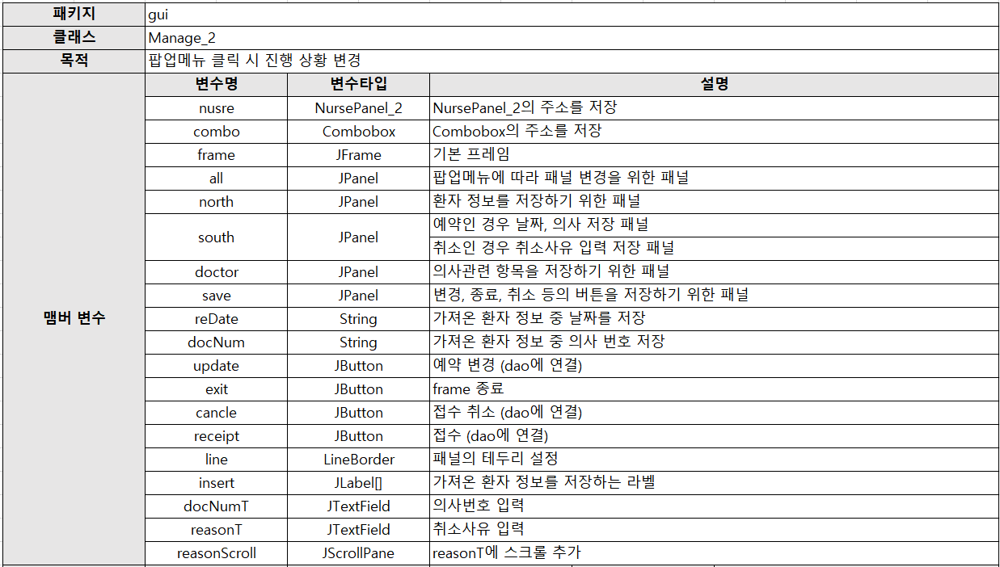 패키지 gui
클래스 Manage_2
목적 팝업메뉴 클릭 시 진행 상황 변경
변수명 변수타입 설명
nusre NursePanel_2 NursePanel_2의 주소를 저장
combo Combobox Combobox의 주소를 저장
frame JFrame 기본 프레임
all JPanel 팝업메뉴에 따라 패널 변경을 위한 패널
north JPanel 환자 정보를 저장하기 위한 패널
south JPanel 예약인 경우 날짜, 의사 저장 패널
취소인 경우 취소사유 입력 저장 패널
doctor JPanel 의사관련 항목을 저장하기 위한 패널
save JPanel 변경, 종료, 취소 등의 버튼을 저장하기 위한 패널
맴버 변수 reDate String 가져온 환자 정보 중 날짜를 저장
docNum String 가져온 환자 정보 중 의사 번호 저장
update JButton 예약 변경 (dao에 연결)
exit JButton frame 종료
cancle JButton 접수 취소 (dao에 연결)
receipt JButton 접수 (dao에 연결)
line LineBorder 패널의 테두리 설정
insert JLabel[] 가져온 환자 정보를 저장하는 라벨
docNumT JTextField 의사번호 입력
reasonT JTextField 취소사유 입력
reasonScroll JScrollPane reasonT에 스크롤 추가